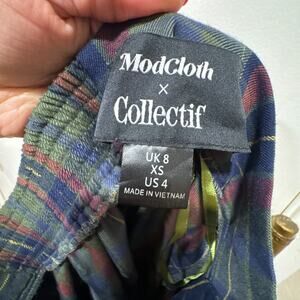 ModCloth
×
Collectif
UK 8
XS
US 4
MADE IN VIETNAM